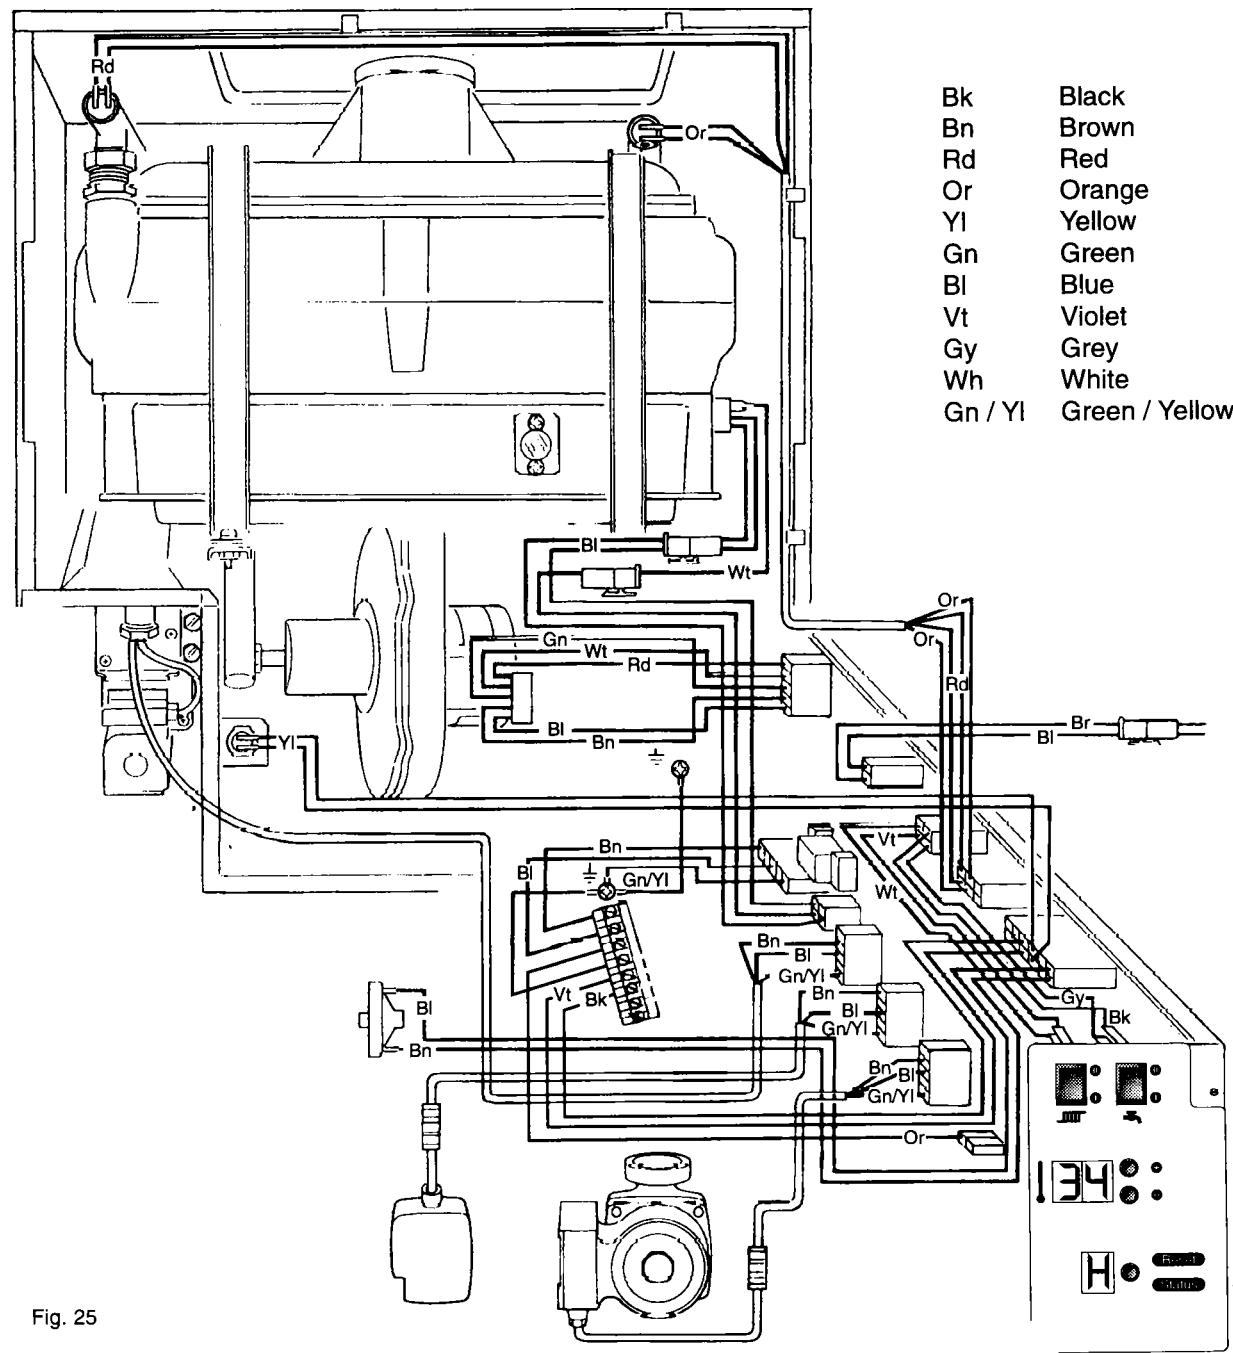 Rd
Or
Bk Black
Bn Brown
Rd Red
Or Orange
Yl Yellow
Gn Green
Bl Blue
Vt Violet
Gy Grey
Wh White
Gn / Yl Green / Yellow
Bl
Wt
Or
Or
Gn
Wt
Rd
Rd
Bl
Bn
Yl
Br
Bl
Bn
Bl
Gn/Yl
Vt
Wt
Bn
Bl
Gn/Yl
Vt
Bk
Bn
Bl
Gn/Yl
Gy
Bk
Bl
Bn
Bn
Bl
Gn/Yl
Or
134
H
Reset
Status
Fig. 25